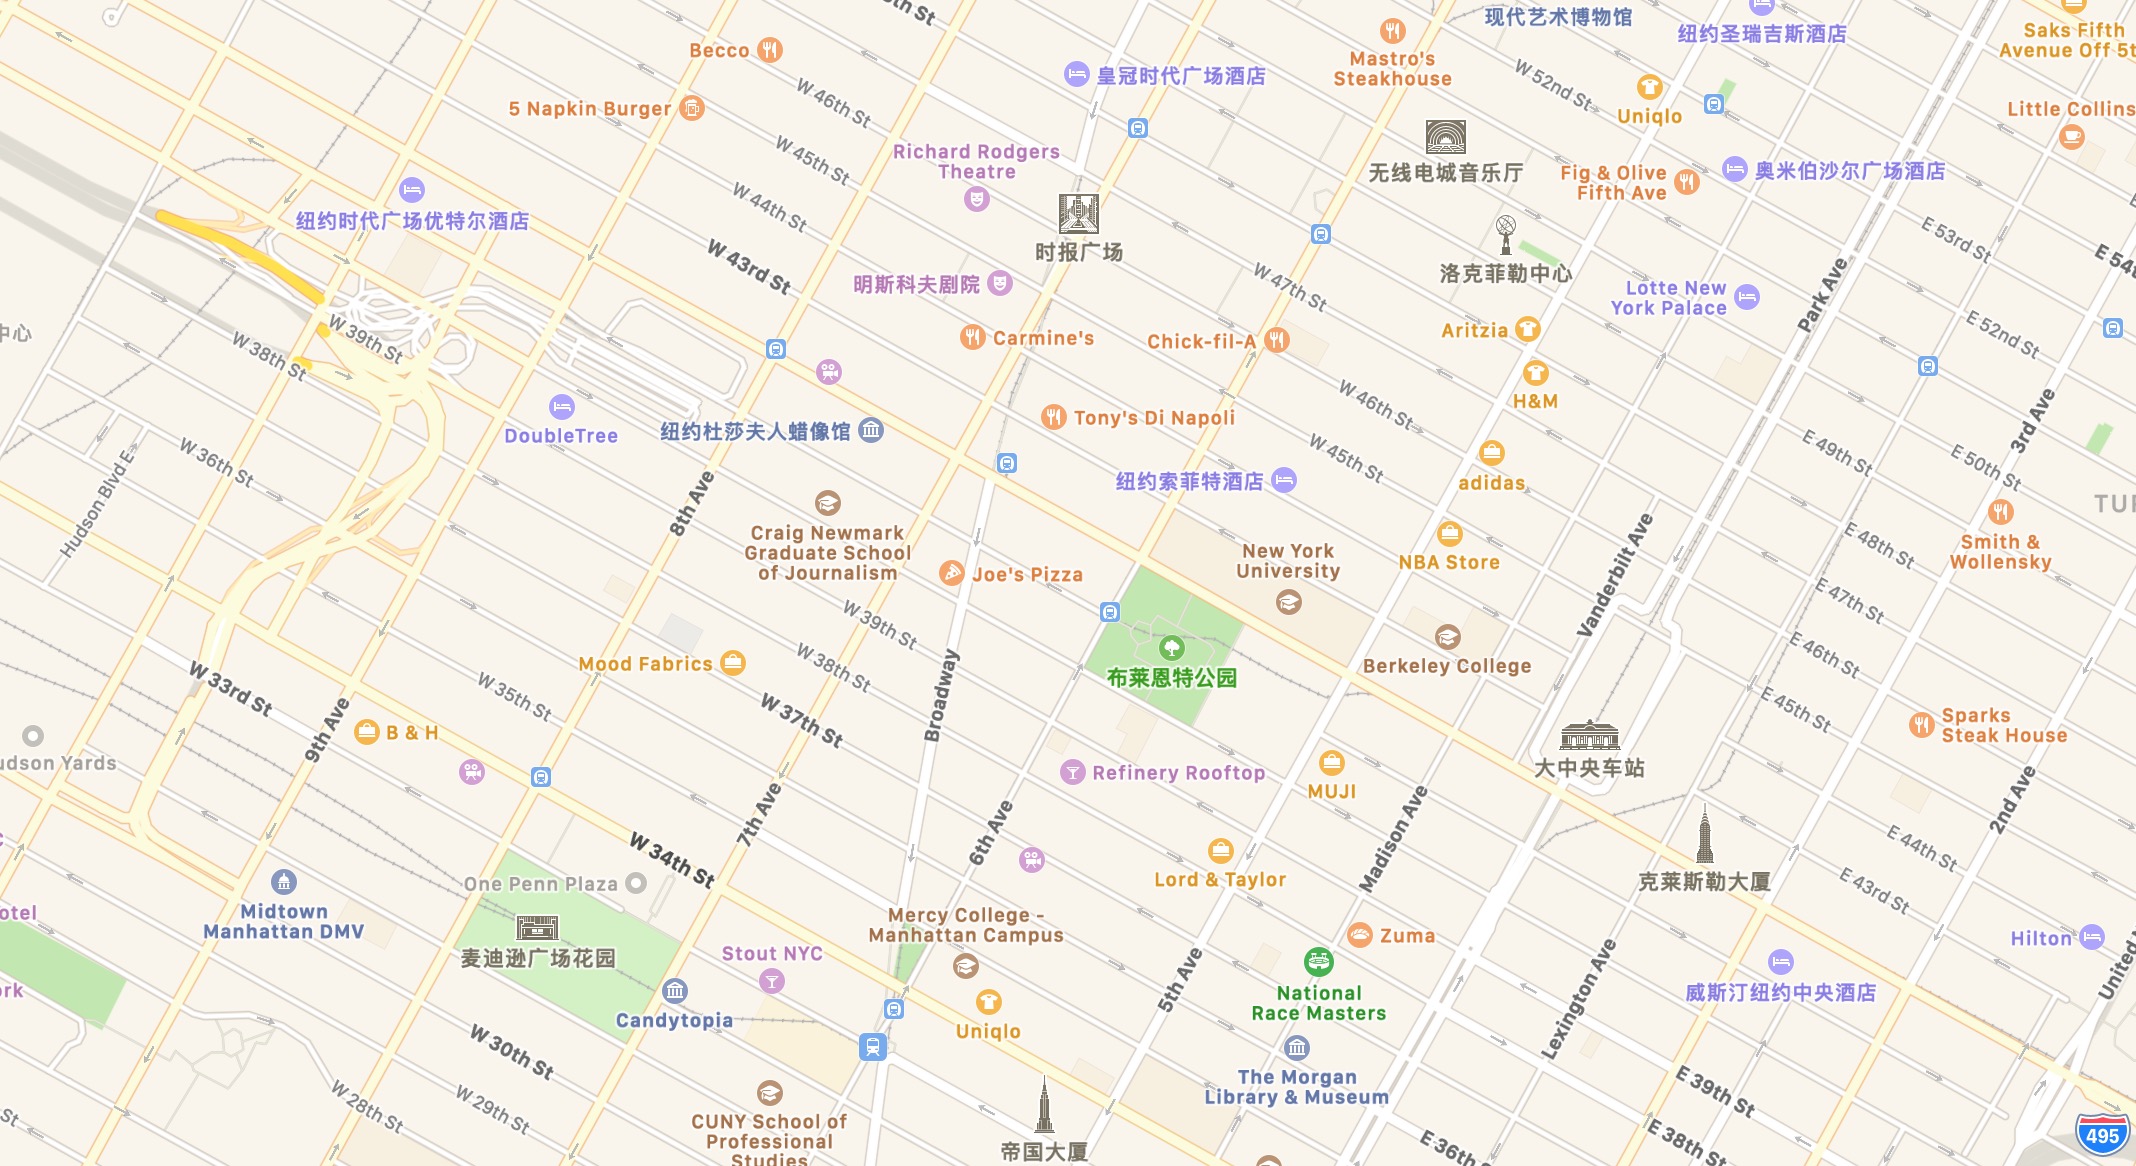 现代艺术博物馆
纽约圣瑞吉斯酒店
Saks Fifth
Becco
皇冠时代广场酒店
Mastro's
Steakhouse
W 52nd St
Uniqlo
5 Napkin Burger
W 46th St
Little Collins
Richard Rodgers
Theatre
W 45th St
无线电城音乐厅
Fig & Olive
Fifth Ave
奥米伯沙尔广场酒店
纽约时代广场优特尔酒店
W 44th St
时报广场
E 53rd St
W 43rd St
明斯科夫剧院
W 47th St
洛克菲勒中心
Lotte New
York Palace
Park Ave
W 39th St
W 38th St
Carmine's
Chick-fil-A
Aritzia
E 52nd St
H&M
W 46th St
3rd Ave
DoubleTree
纽约杜莎夫人蜡像馆
Tony's Di Napoli
W 45th St
E 49th St
E 50th St
W 36th St
Hudson Blvd E
8th Ave
纽约索菲特酒店
adidas
Craig Newmark
Graduate School
of Journalism
Joe's Pizza
New York
University
NBA Store
Vanderbilt Ave
E 48th St
Smith &
Wollensky
W 39th St
E 47th St
Mood Fabrics
W 38th St
布莱恩特公园
Berkeley College
E 46th St
W 33rd St
W 35th St
W 37th St
Broadway
E 45th St
Sparks
Steak House
9th Ave
B & H
Refinery Rooftop
MUJI
大中央车站
7th Ave
6th Ave
Madison Ave
2nd Ave
W 34th St
One Penn Plaza
Lord & Taylor
克莱斯勒大厦
E 44th St
E 43rd St
Midtown
Manhattan DMV
麦迪逊广场花园
Stout NYC
Mercy College -
Manhattan Campus
Zuma
Hilton
5th Ave
Lexington Ave
National
Race Masters
威斯汀纽约中央酒店
Candytopia
Uniqlo
W 30th St
The Morgan
Library & Museum
W 28th St
W 29th St
CUNY School of
Professional
Studies
帝国大厦
E 39th St
E 38th St
E 36th
495